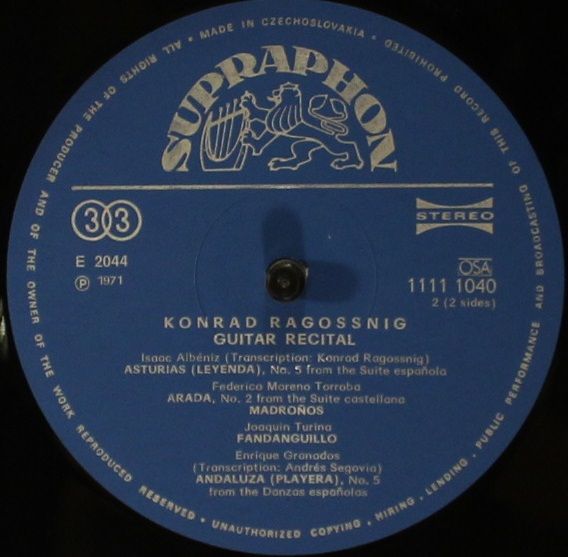 SUPRAPHON
33
STEREO
E 2044
℗ 1971
OSA
1111 1040
2 (2 sides)
KONRAD RAGOSSNIG
GUITAR RECITAL
Isaac Albéniz (Transcription: Konrad Ragossnig)
ASTURIAS (LEYENDA), No. 5 from the Suite española
Federico Moreno Torroba
ARADA, No. 2 from the Suite castellana
MADROÑOS
Joaquin Turina
FANDANGUILLO
Enrique Granados
(Transcription: Andrés Segovia)
ANDALUZA (PLAYERA), No. 5
from the Danzas españolas
MADE IN CZECHOSLOVAKIA • ALL RIGHTS OF THE PRODUCER AND OF THE OWNER OF THE WORK REPRODUCED RESERVED • UNAUTHORIZED COPYING • HIRING • LENDING • PUBLIC PERFORMANCE AND BROADCASTING OF THIS RECORD PROHIBITED